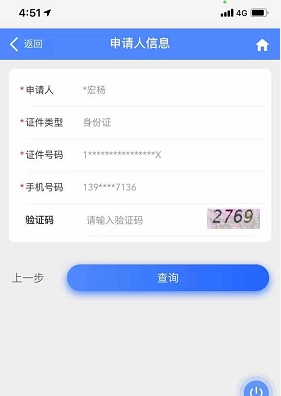 4:51
4G
返回
申请人信息
*申请人 *宏杨
*证件类型 身份证
*证件号码 1****************X
*手机号码 139****7136
验证码 请输入验证码 2769
上一步 查询